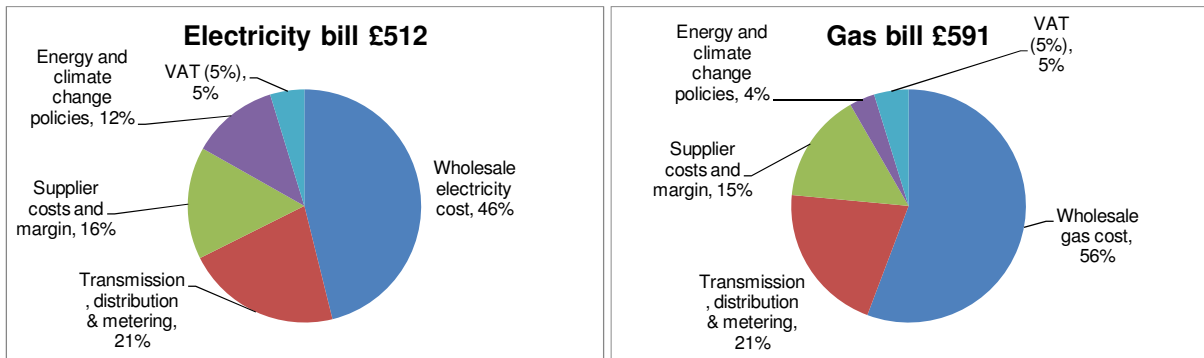 Electricity bill £512
Energy and
climate
change
policies, 12%
VAT (5%),
5%
Wholesale
electricity
cost, 46%
Supplier
costs and
margin, 16%
Transmission
, distribution
& metering,
21%
Gas bill £591
Energy and
climate change
policies, 4%
VAT
(5%),
5%
Supplier
costs and
margin, 15%
Wholesale
gas cost,
56%
Transmission
, distribution
& metering,
21%